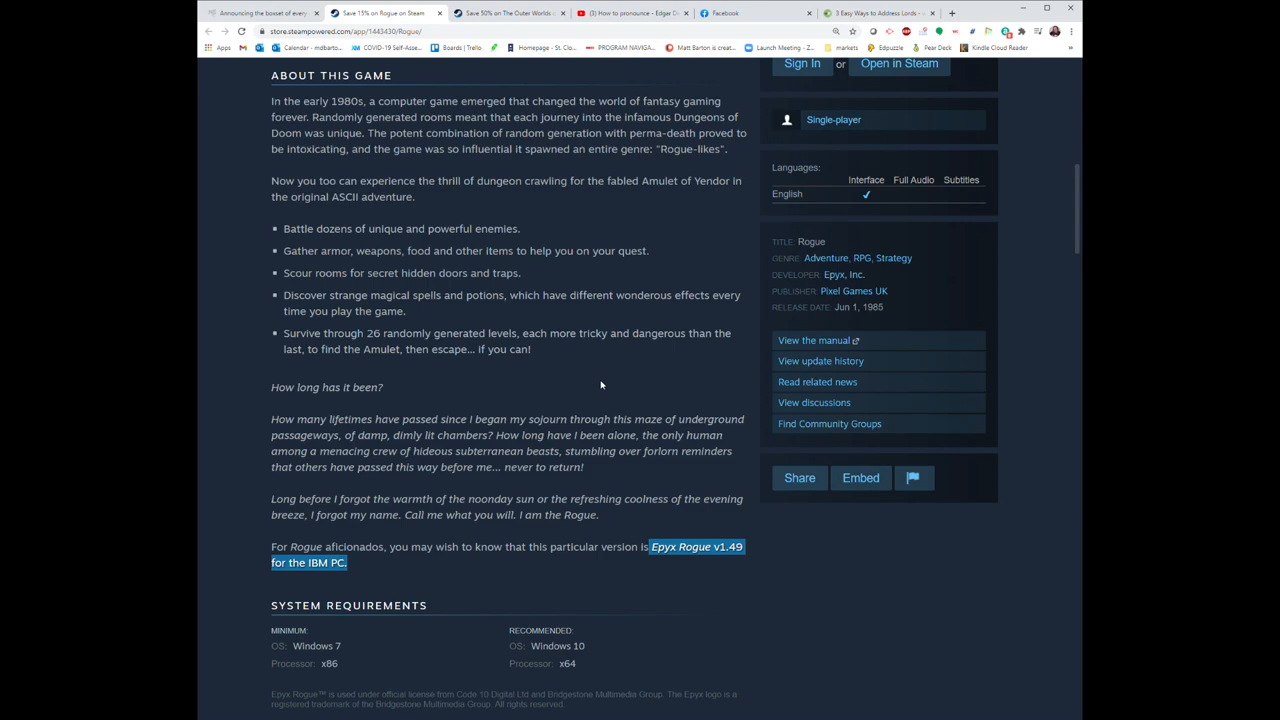 Announcing the boxset of every
Save 15% on Rogue on Steam
Save 50% on The Outer Worlds
(1) How to pronounce - Edgar D
Facebook
3 Easy Ways to Address Lords -
store.steampowered.com/app/1443430/Rogue/
Apps
Calendar - mdbarto...
COVID-19 Self-Asse...
Boards | Trello
Homepage - St. Clo...
PROGRAM NAVIGA...
Matt Barton is creat...
Launch Meeting - Z...
markets
Edpuzzle
Pear Deck
Kindle Cloud Reader
ABOUT THIS GAME
In the early 1980s, a computer game emerged that changed the world of fantasy gaming
forever. Randomly generated rooms meant that each journey into the infamous Dungeons of
Doom was unique. The potent combination of random generation with perma-death proved to
be intoxicating, and the game was so influential it spawned an entire genre: "Rogue-likes".
Now you too can experience the thrill of dungeon crawling for the fabled Amulet of Yendor in
the original ASCII adventure.
Battle dozens of unique and powerful enemies.
Gather armor, weapons, food and other items to help you on your quest.
Scour rooms for secret hidden doors and traps.
Discover strange magical spells and potions, which have different wonderous effects every
time you play the game.
Survive through 26 randomly generated levels, each more tricky and dangerous than the
last, to find the Amulet, then escape... if you can!
How long has it been?
How many lifetimes have passed since I began my sojourn through this maze of underground
passageways, of damp, dimly lit chambers? How long have I been alone, the only human
among a menacing crew of hideous subterranean beasts, stumbling over forlorn reminders
that others have passed this way before me... never to return!
Long before I forgot the warmth of the noonday sun or the refreshing coolness of the evening
breeze, I forgot my name. Call me what you will. I am the Rogue.
For Rogue aficionados, you may wish to know that this particular version is Epyx Rogue v1.49
for the IBM PC.
SYSTEM REQUIREMENTS
MINIMUM:
OS: Windows 7
Processor: x86
RECOMMENDED:
OS: Windows 10
Processor: x64
Epyx Rogue™ is used under official license from Code 10 Digital Ltd and Bridgestone Multimedia Group. The Epyx logo is a
registered trademark of the Bridgestone Multimedia Group. All rights reserved.
Sign In or Open in Steam
Single-player
Languages:
Interface Full Audio Subtitles
English ✓
TITLE: Rogue
GENRE: Adventure, RPG, Strategy
DEVELOPER: Epyx, Inc.
PUBLISHER: Pixel Games UK
RELEASE DATE: Jun 1, 1985
View the manual
View update history
Read related news
View discussions
Find Community Groups
Share
Embed